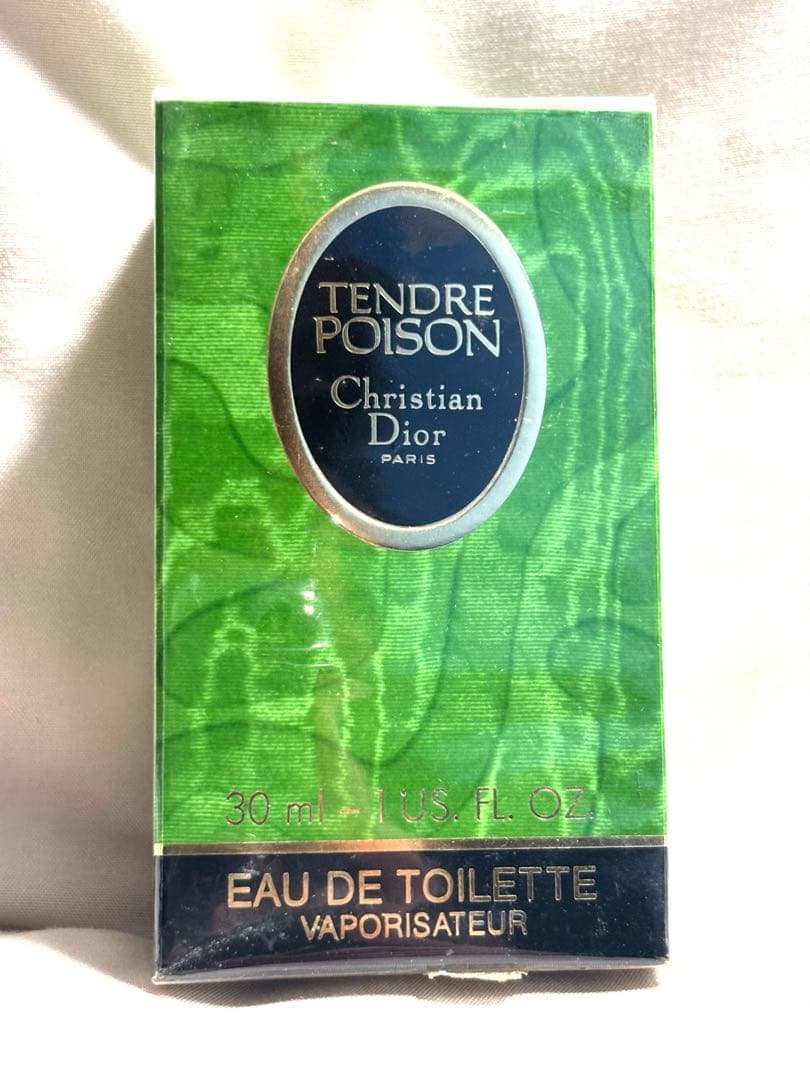 TENDRE
POISON
Christian
Dior
PARIS
30 ml - 1 US. FL. OZ.
EAU DE TOILETTE
VAPORISATEUR